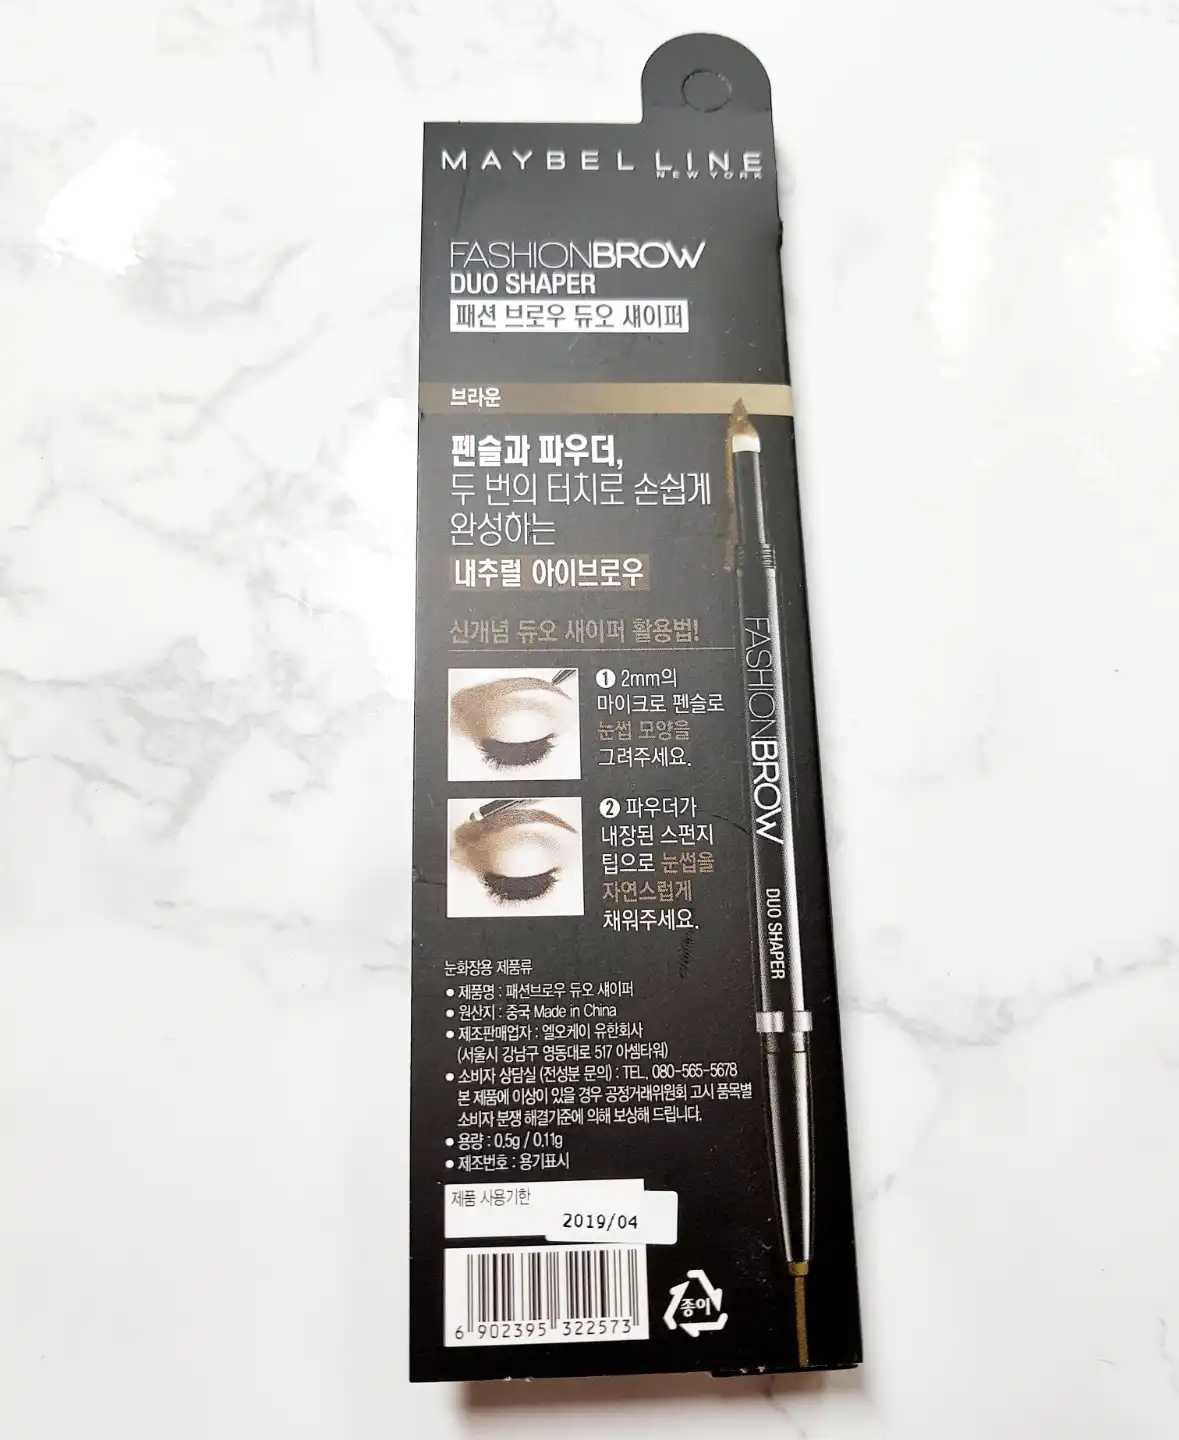 MAYBELLINE
NEW YORK
FASHIONBROW
DUO SHAPER
패션 브로우 듀오 섀이퍼
브라운
펜슬과 파우더,
두 번의 터치로 손쉽게
완성하는
내추럴 아이브로우
신개념 듀오 섀이퍼 활용법!
❶ 2mm의
마이크로 펜슬로
눈썹 모양을
그려주세요.
❷ 파우더가
내장된 스펀지
팁으로 눈썹을
자연스럽게
채워주세요.
FASHIONBROW
DUO SHAPER
눈화장용 제품류
● 제품명 : 패션브로우 듀오 섀이퍼
● 원산지 : 중국 Made in China
● 제조판매업자 : 엘오케이 유한회사
(서울시 강남구 영동대로 517 아셈타워)
● 소비자 상담실 (전성분 문의) : TEL. 080-565-5678
본 제품에 이상이 있을 경우 공정거래위원회 고시 품목별
소비자 분쟁 해결기준에 의해 보상해 드립니다.
● 용량 : 0.5g / 0.11g
● 제조번호 : 용기표시
제품 사용기한
2019/04
6 902395 322573
종이